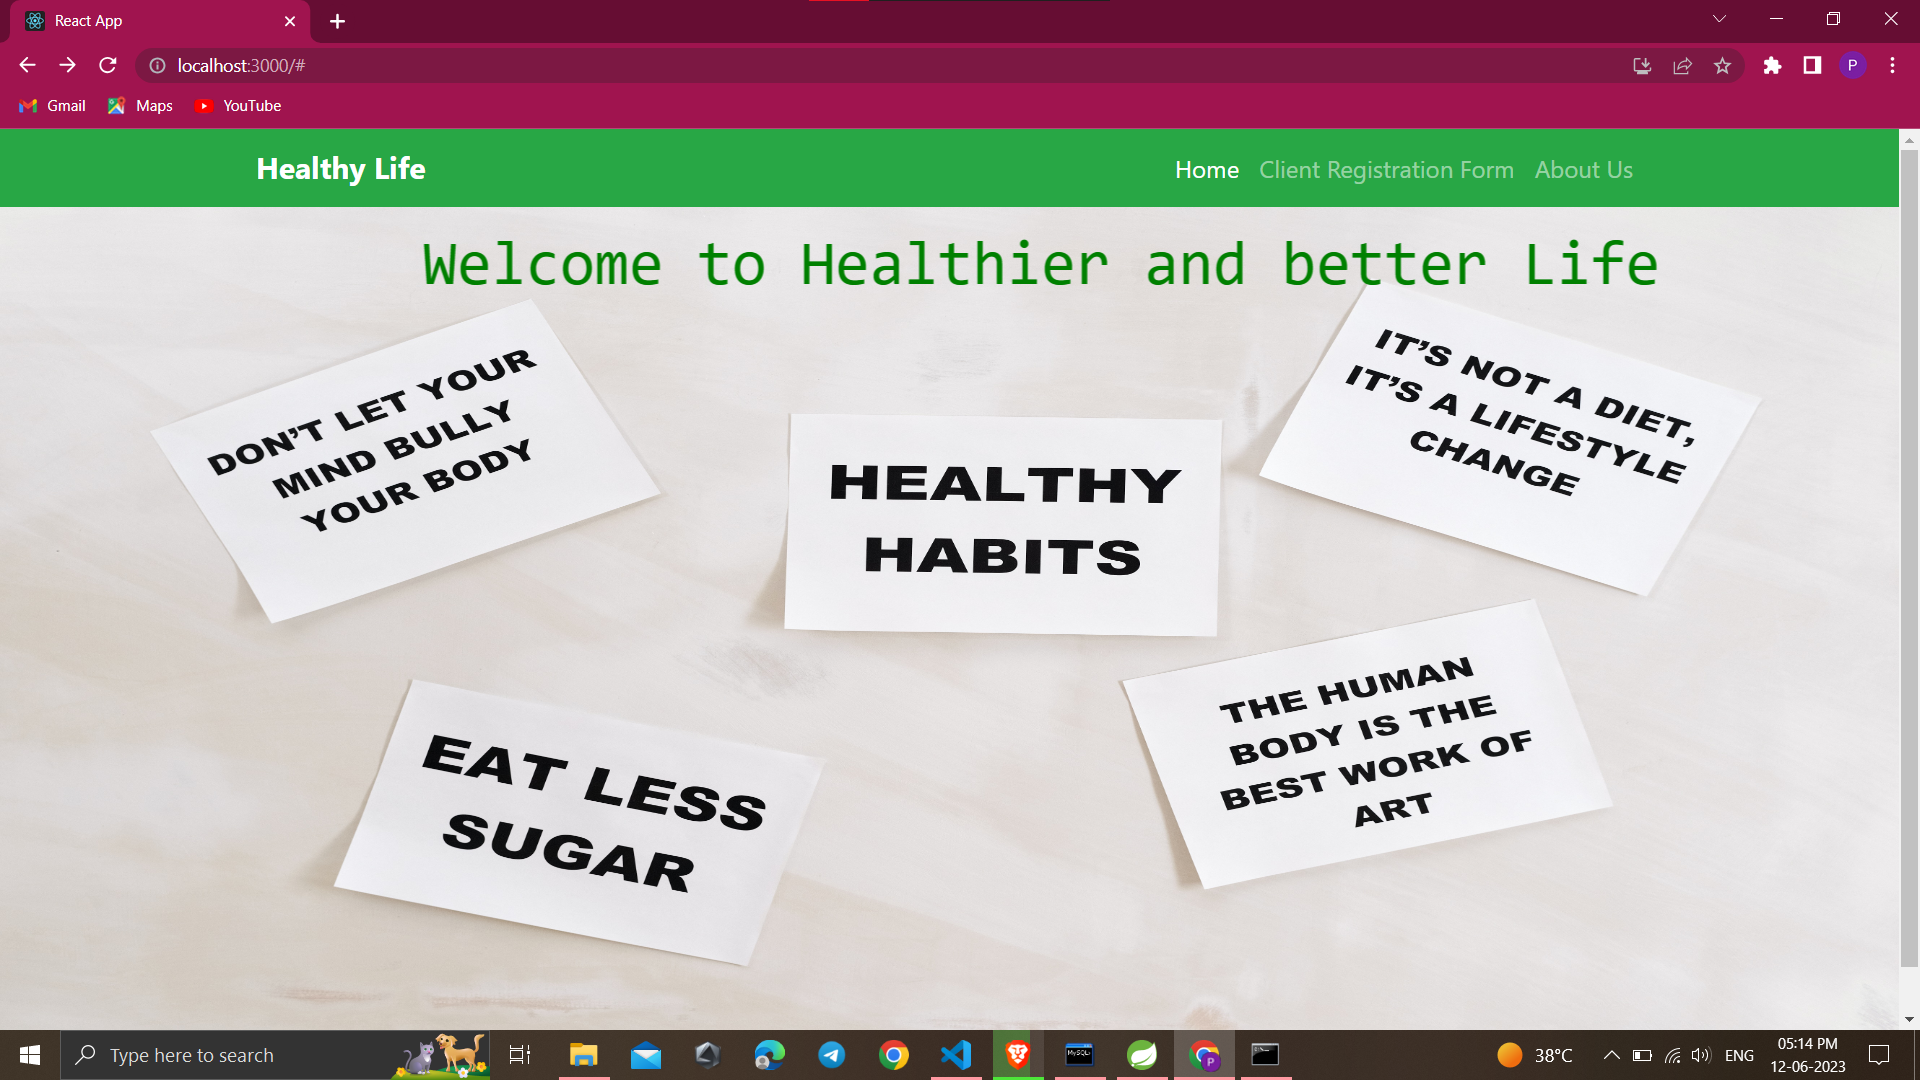 React App
localhost:3000/#
Gmail Maps YouTube
Healthy Life
Home Client Registration Form About Us
Welcome to Healthier and better Life
DON’T LET YOUR
MIND BULLY
YOUR BODY
HEALTHY
HABITS
IT’S NOT A DIET,
IT’S A LIFESTYLE
CHANGE
EAT LESS
SUGAR
THE HUMAN
BODY IS THE
BEST WORK OF
ART
Type here to search
38°C
ENG
05:14 PM
12-06-2023
P